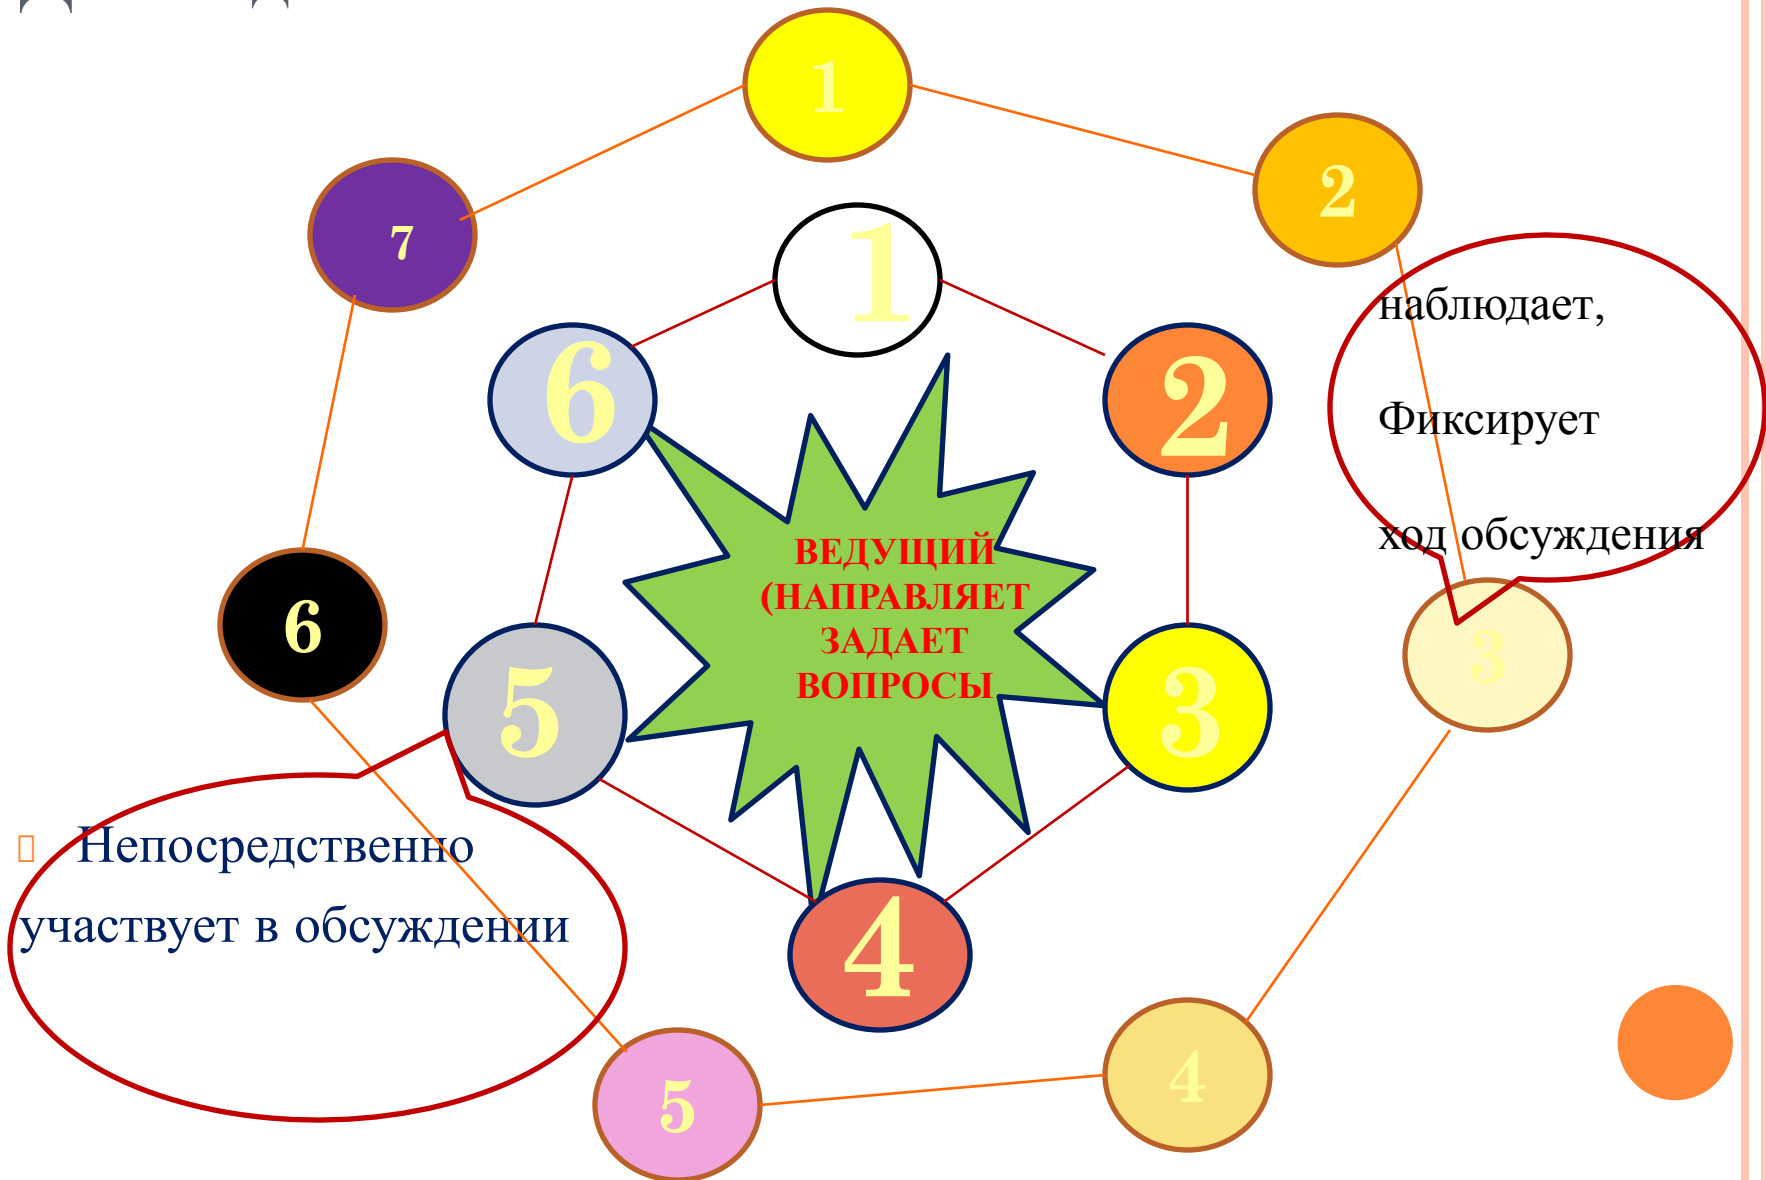 1
2
7
1
наблюдает,
6
2
Фиксирует
ход обсуждения
ВЕДУЩИЙ
(НАПРАВЛЯЕТ
ЗАДАЕТ
ВОПРОСЫ
6
3
5
3
Непосредственно
участвует в обсуждении
4
4
5